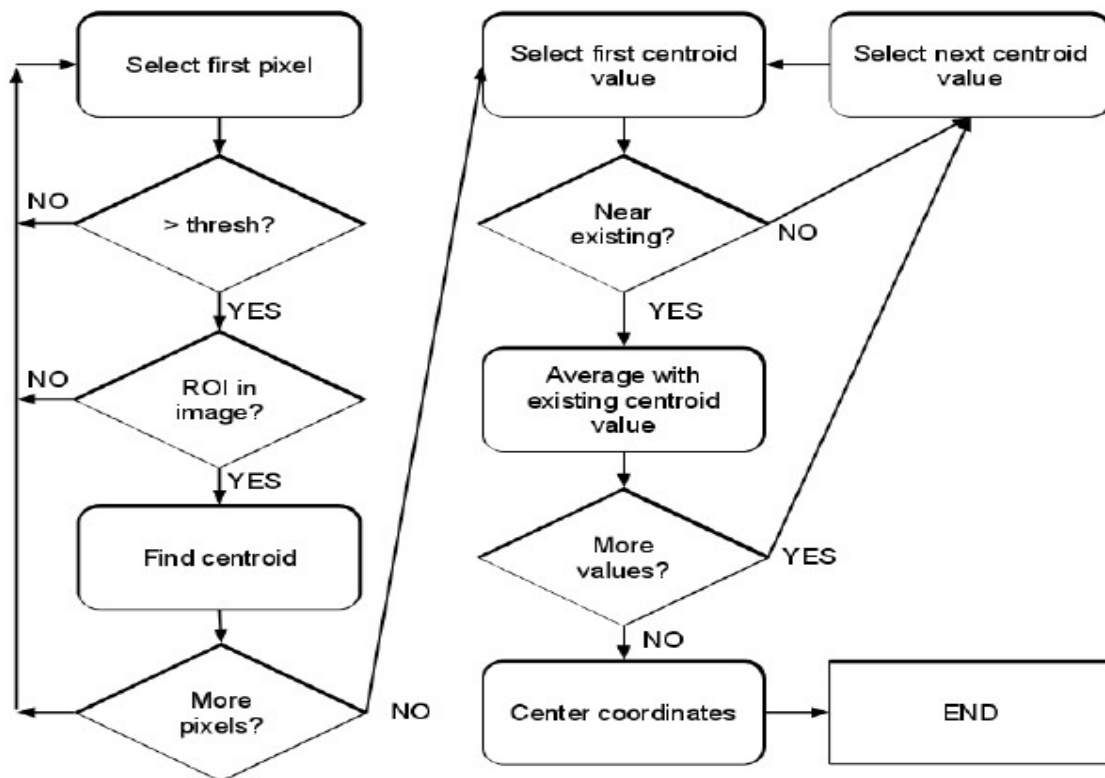 Select first pixel
NO
> thresh?
YES
NO
ROI in
image?
YES
Find centroid
More
pixels?
NO
Select first centroid
value
Near
existing?
NO
YES
Average with
existing centroid
value
More
values?
YES
NO
Center coordinates
END
Select next centroid
value